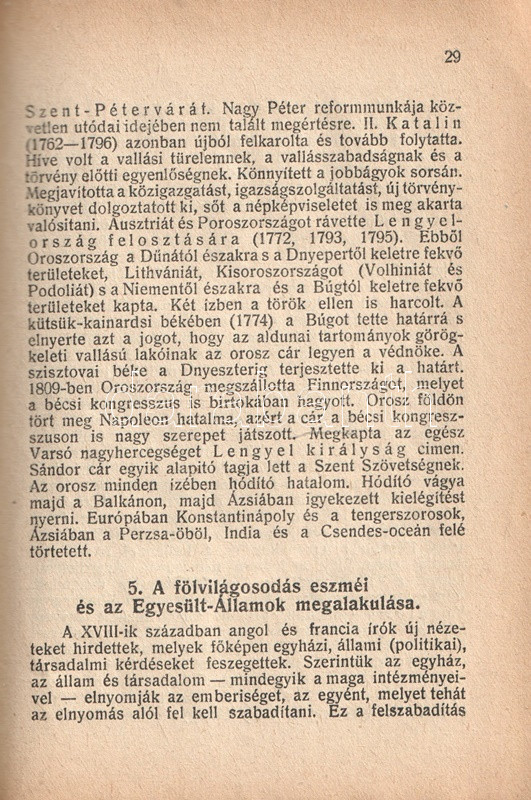 29
Szent-Pétervárát. Nagy Péter reformmunkája köz-
vetlen utódai idejében nem talált megértésre. II. Katalin
(1762—1796) azonban újból felkarolta és tovább folytatta.
Híve volt a vallási türelemnek, a vallásszabadságnak és a
törvény előtti egyenlőségnek. Könnyített a jobbágyok sorsán.
Megjavította a közigazgatást, igazságszolgáltatást, új törvény-
könyvet dolgoztatott ki, sőt a népképviseletet is meg akarta
valósitani. Ausztriát és Poroszországot rávette Lengyel-
ország felosztására (1772, 1793, 1795). Ebből
Oroszország a Dűnától északra s a Dnyepertől keletre fekvő
területeket, Lithvániát, Kisoroszországot (Volhiniát és
Podoliát) s a Niementől északra és a Búgtól keletre fekvő
területeket kapta. Két izben a török ellen is harcolt. A
kütsük-kainardsi békében (1774) a Búgot tette határrá s
elnyerte azt a jogot, hogy az aldunai tartományok görög-
keleti vallású lakóinak az orosz cár legyen a védnöke. A
szisztovai béke a Dnyeszterig terjesztette ki a határt.
1809-ben Oroszország megszállotta Finnországot, melyet
a bécsi kongresszus is birtokában hagyott. Orosz földön
tört meg Napoleon hatalma, azért a cár a bécsi kongresz-
szuson is nagy szerepet játszott. Megkapta az egész
Varsó nagyhercegséget Lengyel királyság címen.
Sándor cár egyik alapitó tagja lett a Szent Szövetségnek.
Az orosz minden izében hódító hatalom. Hódító vágya
majd a Balkánon, majd Ázsiában igyekezett kielégítést
nyerni. Európában Konstantinápoly és a tengerszorosok,
Ázsiában a Perzsa-öböl, India és a Csendes-oceán felé
törtetett.
5. A fölvilágosodás eszméi
és az Egyesült-Államok megalakulása.
A XVIII-ik században angol és francia írók új néze-
teket hirdettek, melyek főképen egyházi, állami (politikai),
társadalmi kérdéseket feszegettek. Szerintük az egyház,
az állam és társadalom — mindegyik a maga intézményei-
vel — elnyomják az emberiséget, az egyént, melyet tehát
az elnyomás alól fel kell szabadítani. Ez a felszabadítás